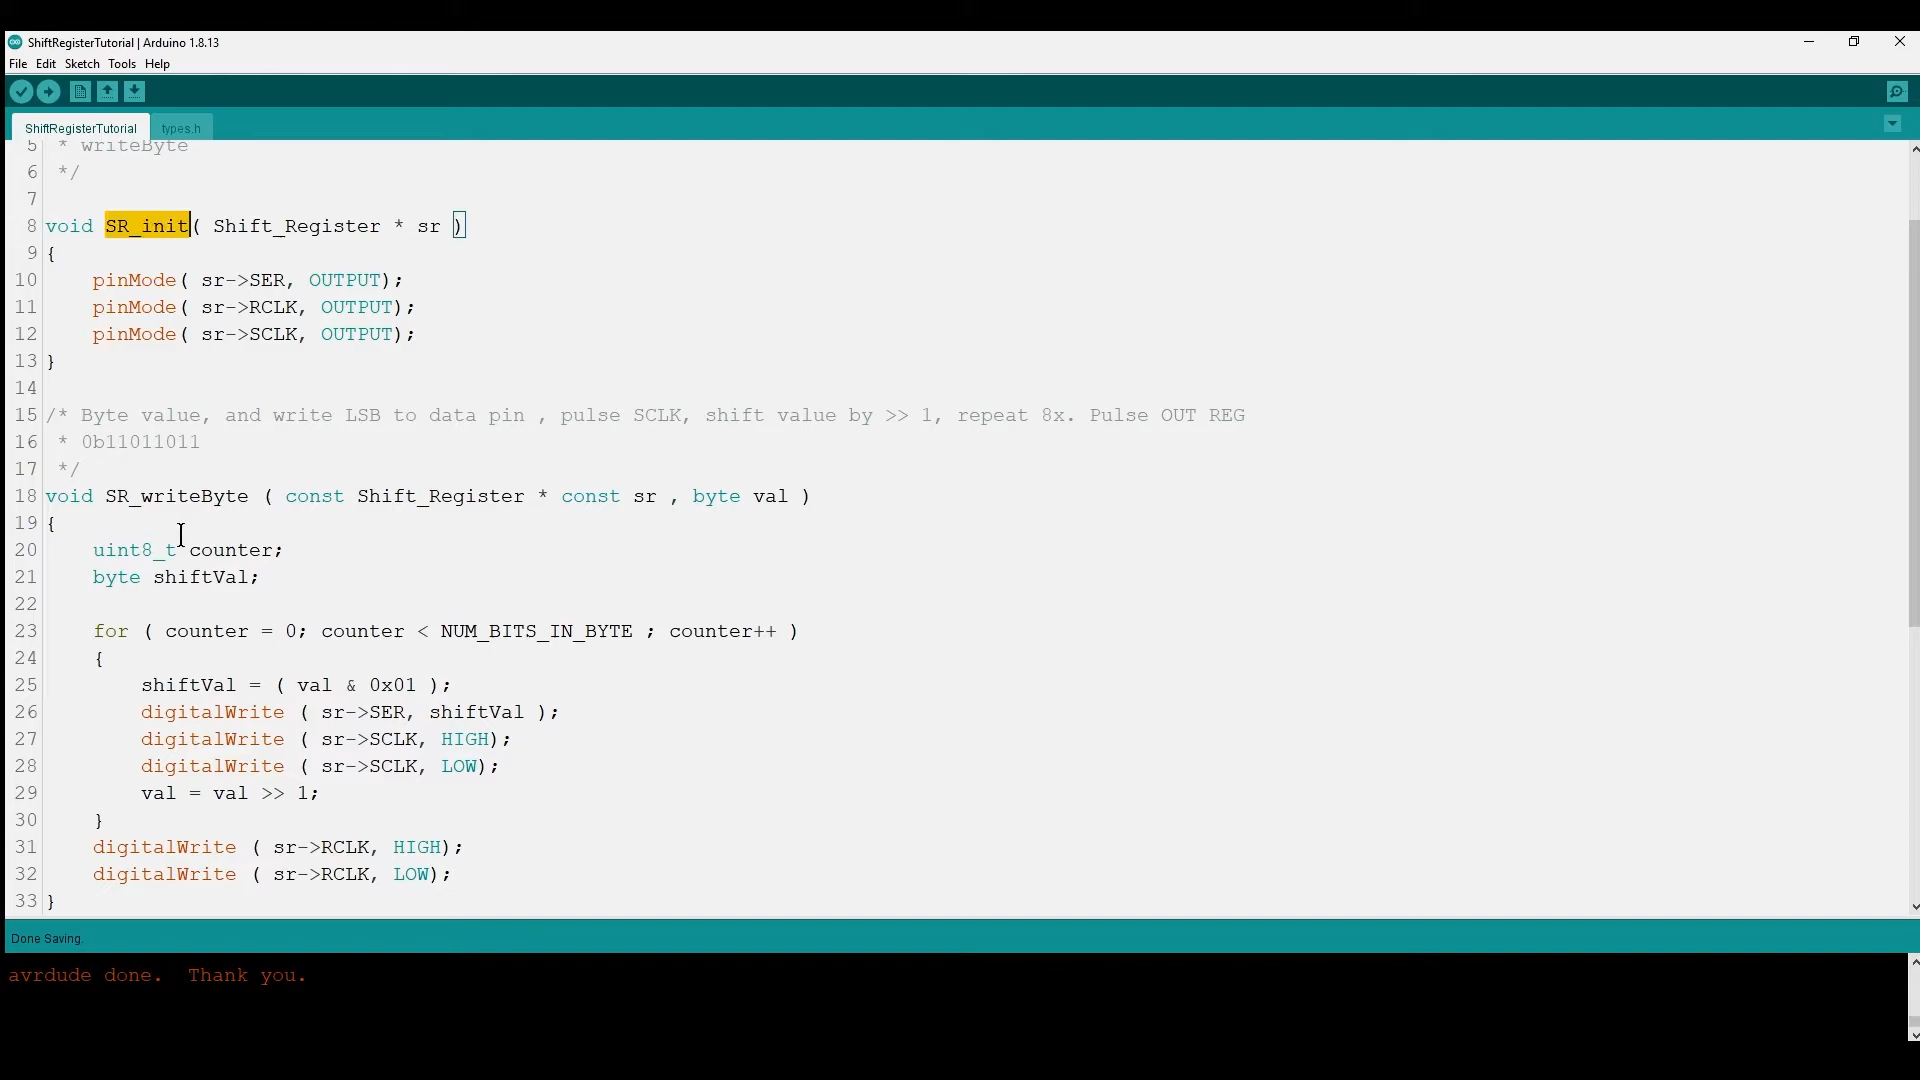 ShiftRegisterTutorial | Arduino 1.8.13
File Edit Sketch Tools Help
ShiftRegisterTutorial types.h
5 * writeByte
6 */
7
8 void SR_init( Shift_Register * sr )
9 {
10 pinMode( sr->SER, OUTPUT);
11 pinMode( sr->RCLK, OUTPUT);
12 pinMode( sr->SCLK, OUTPUT);
13 }
14
15 /* Byte value, and write LSB to data pin , pulse SCLK, shift value by >> 1, repeat 8x. Pulse OUT REG
16 * 0b11011011
17 */
18 void SR_writeByte ( const Shift_Register * const sr , byte val )
19 {
20 uint8_t counter;
21 byte shiftVal;
22
23 for ( counter = 0; counter < NUM_BITS_IN_BYTE ; counter++ )
24 {
25 shiftVal = ( val & 0x01 );
26 digitalWrite ( sr->SER, shiftVal );
27 digitalWrite ( sr->SCLK, HIGH);
28 digitalWrite ( sr->SCLK, LOW);
29 val = val >> 1;
30 }
31 digitalWrite ( sr->RCLK, HIGH);
32 digitalWrite ( sr->RCLK, LOW);
33 }
Done Saving.
avrdude done.  Thank you.